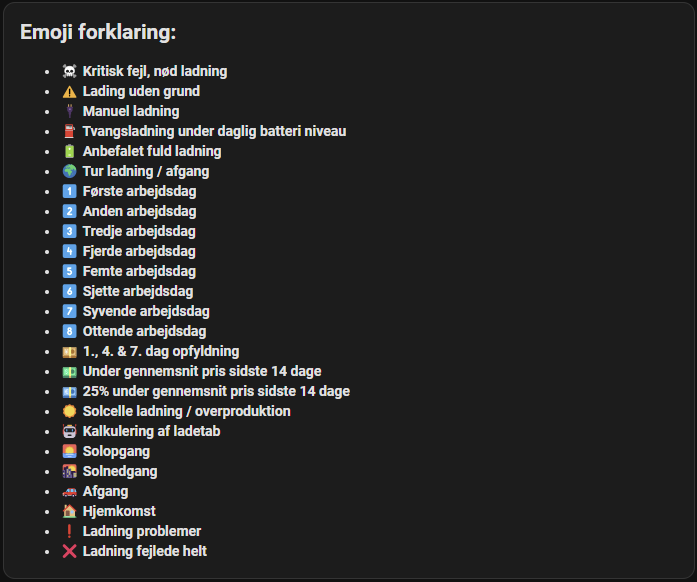 Emoji forklaring:
• ☠️ Kritisk fejl, nød ladning
• ⚠️ Lading uden grund
• 🕴️ Manuel ladning
• ⛽ Tvangsladning under daglig batteri niveau
• 🔋 Anbefalet fuld ladning
• 🌍 Tur ladning / afgang
• 1️⃣ Første arbejdsdag
• 2️⃣ Anden arbejdsdag
• 3️⃣ Tredje arbejdsdag
• 4️⃣ Fjerde arbejdsdag
• 5️⃣ Femte arbejdsdag
• 6️⃣ Sjette arbejdsdag
• 7️⃣ Syvende arbejdsdag
• 8️⃣ Ottende arbejdsdag
• 💴 1., 4. & 7. dag opfyldning
• 💵 Under gennemsnit pris sidste 14 dage
• 💶 25% under gennemsnit pris sidste 14 dage
• ☀️ Solcelle ladning / overproduktion
• 🤖 Kalkulering af ladetab
• 🌅 Solopgang
• 🌇 Solnedgang
• 🚗 Afgang
• 🏠 Hjemkomst
• ❗ Ladning problemer
• ❌ Ladning fejlede helt